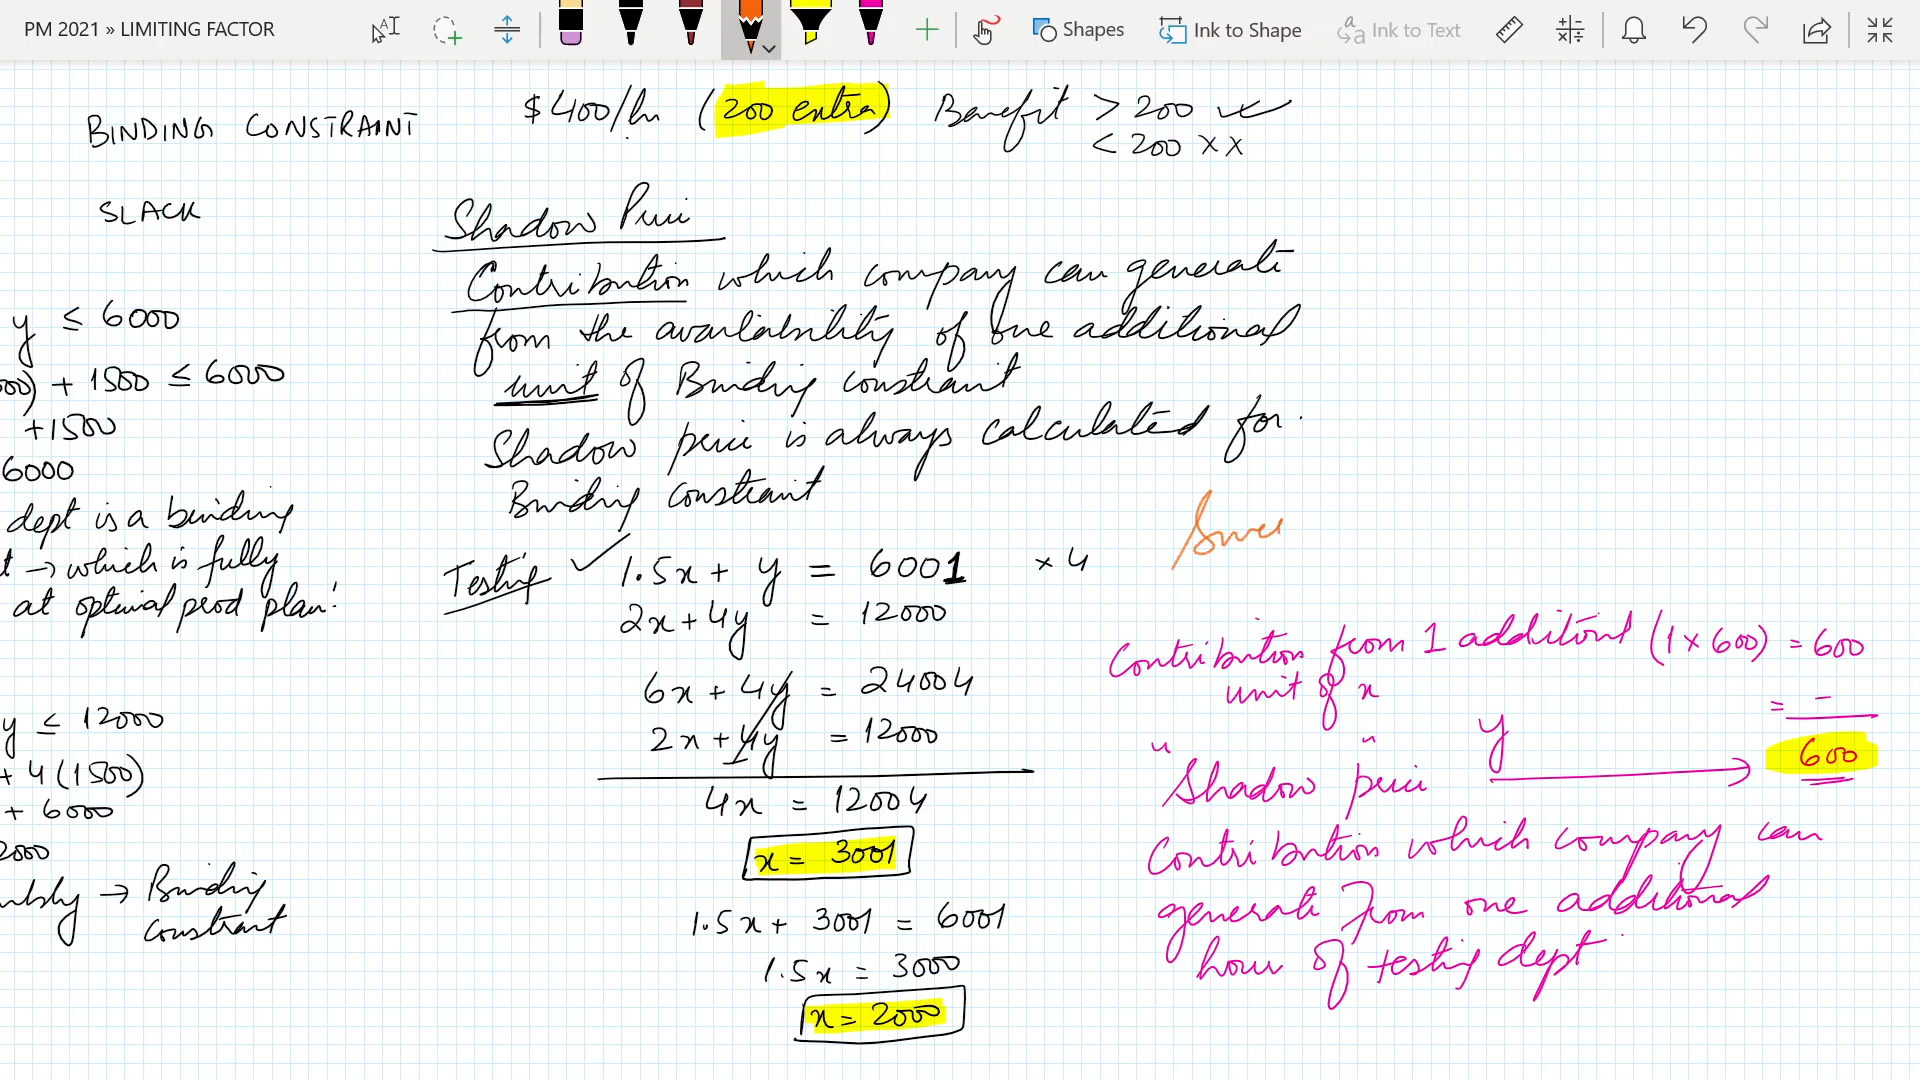 PM 2021 » LIMITING FACTOR
Shapes
Ink to Shape
Ink to Text
BINDING CONSTRAINT
SLACK
y ≤ 6000
00) + 1500 ≤ 6000
+1500
6000
dept is a binding
t → which is fully
at optimal prod plan!
y ≤ 12000
+ 4(1500)
+ 6000
2000
mbly → Binding
constraint
$400/hr (200 extra) Benefit > 200 ✓
< 200 XX
Shadow Price
Contribution which company can generate
from the availability of one additional
unit of Binding constraint
Shadow price is always calculated for
Binding constraint
Testing ✓ 1.5x + y = 6001 × 4
2x + 4y = 12000
6x + 4y = 24004
2x + 4y = 12000
4x = 12004
x = 3001
1.5x + 3001 = 6001
1.5x = 3000
x = 2000
Contribution from 1 additional (1 × 600) = 600
unit of x
" " y = –
Shadow price → 600
Contribution which company can
generate from one additional
hour of testing dept